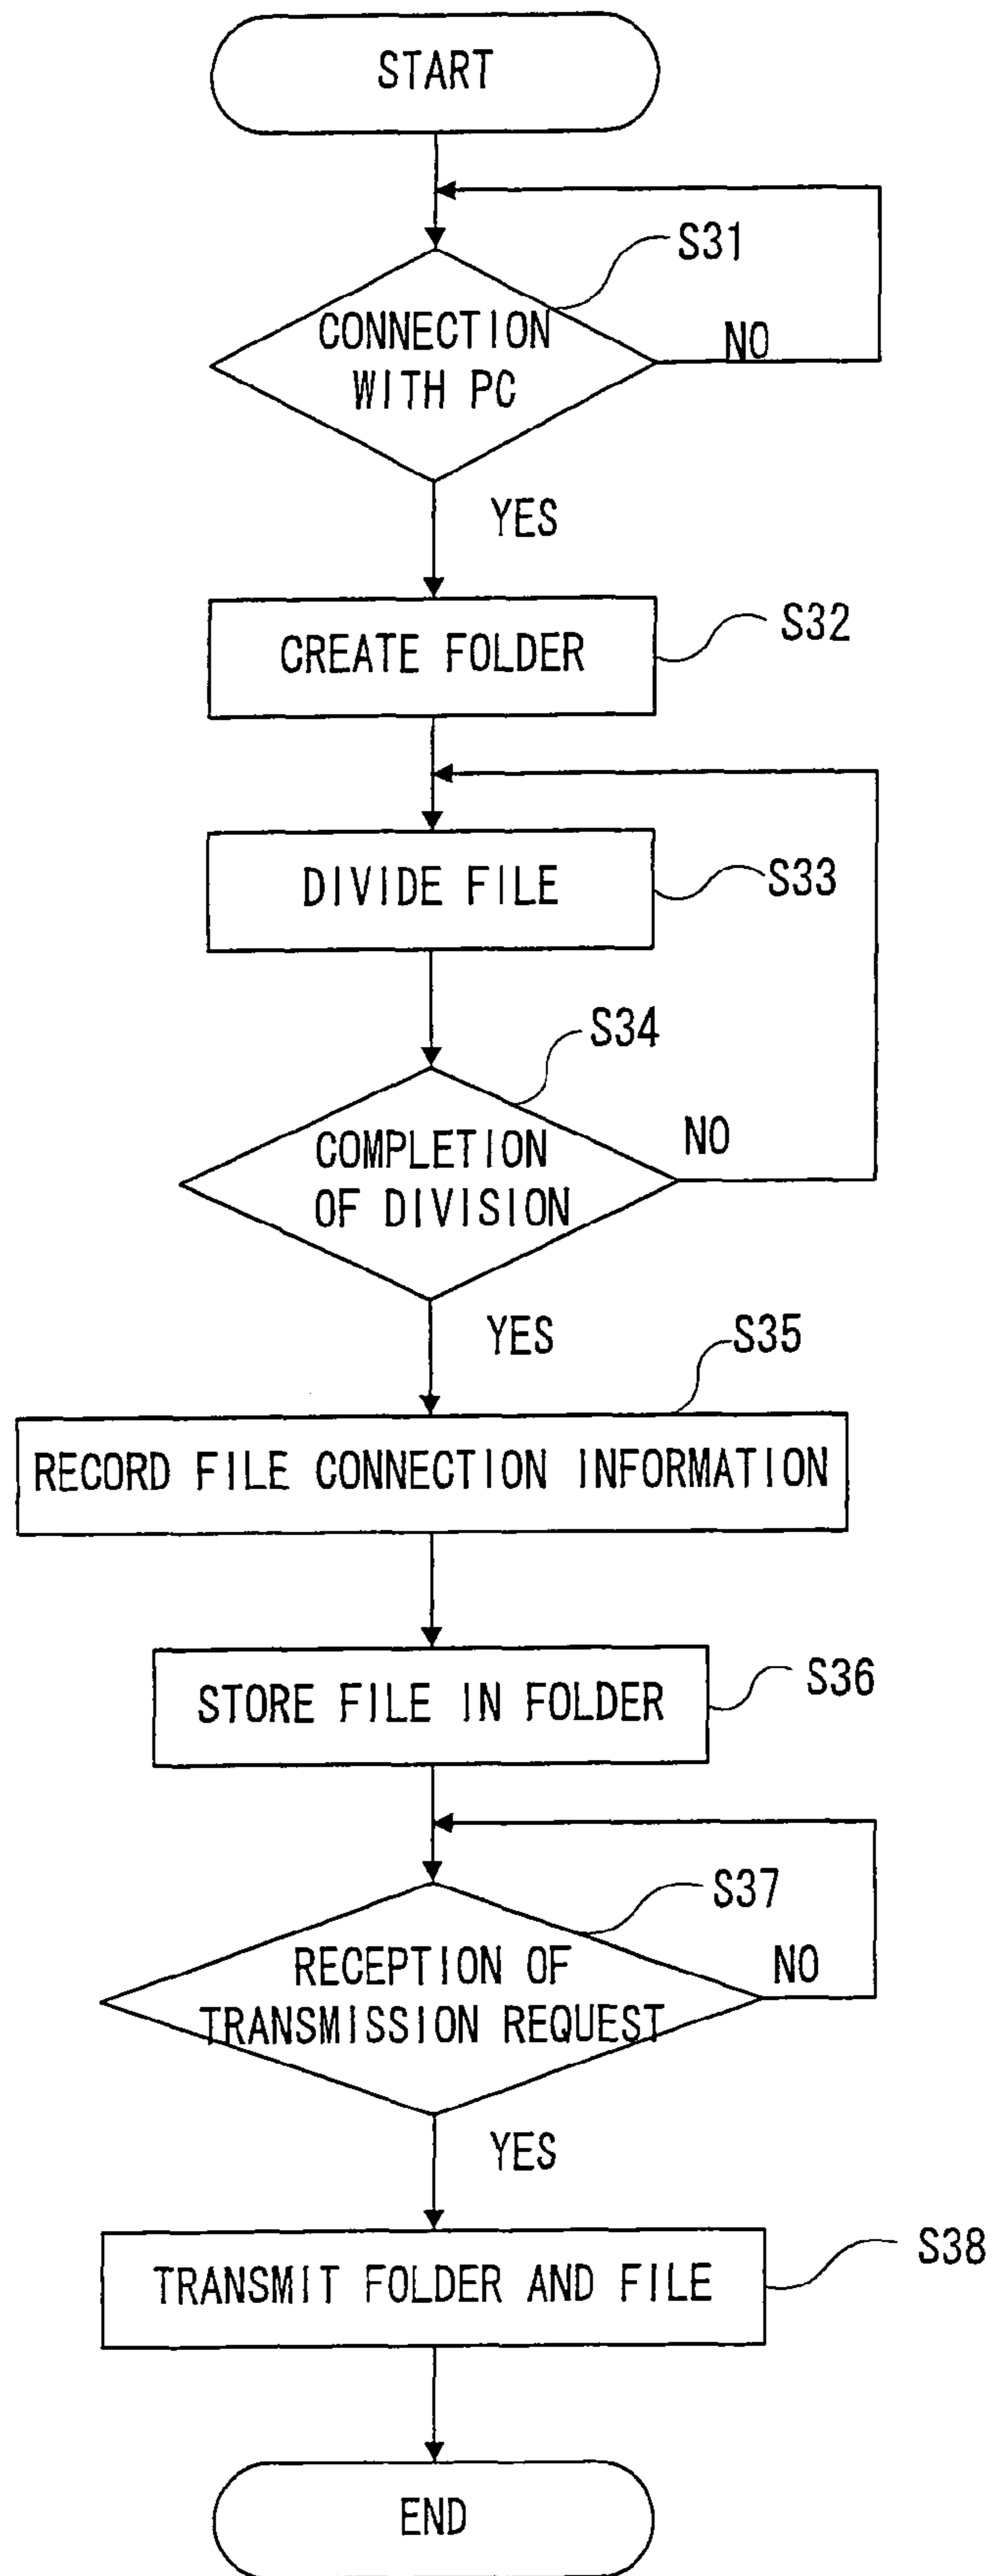 START
S31
CONNECTION
WITH PC
NO
YES
CREATE FOLDER
S32
DIVIDE FILE
S33
S34
COMPLETION
OF DIVISION
NO
YES
S35
RECORD FILE CONNECTION INFORMATION
STORE FILE IN FOLDER
S36
S37
RECEPTION OF
TRANSMISSION REQUEST
NO
YES
TRANSMIT FOLDER AND FILE
S38
END